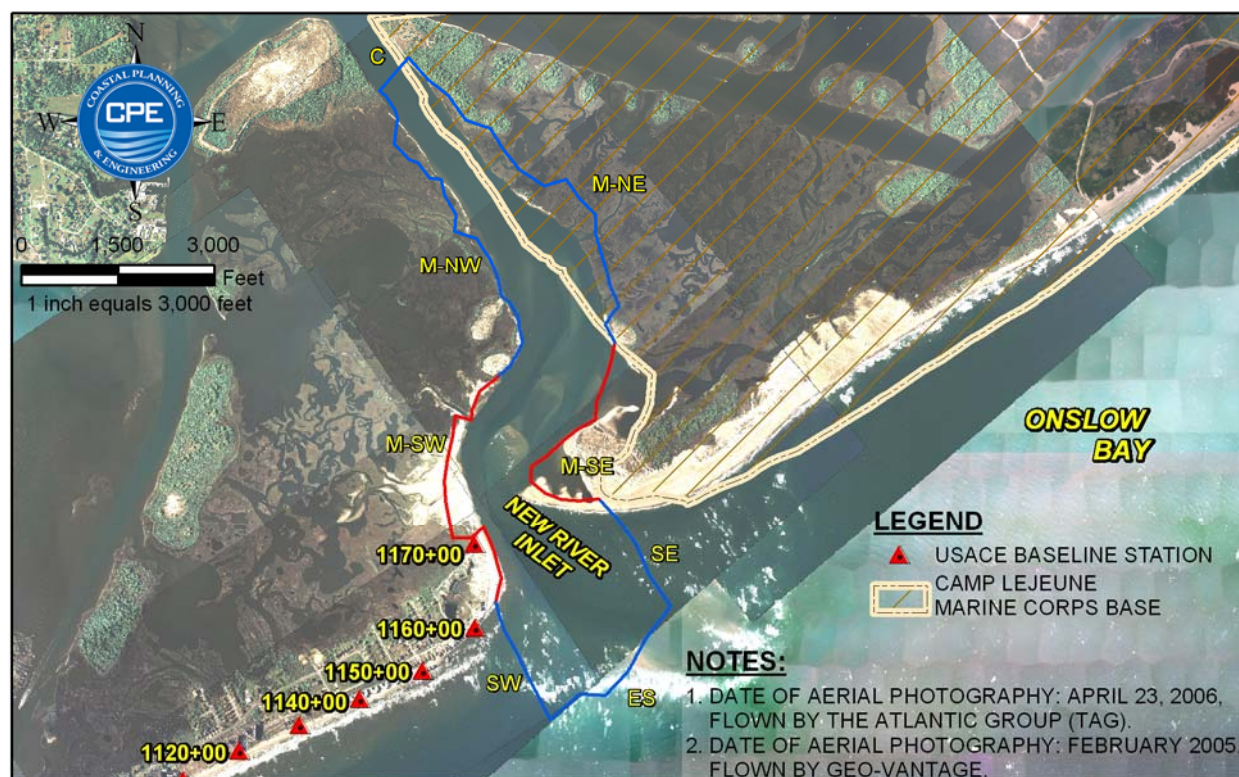 N
W
E
S
COASTAL PLANNING
CPE
& ENGINEERING
0 1,500 3,000
Feet
1 inch equals 3,000 feet
C
M-NE
M-NW
M-SW
M-SE
NEW RIVER
INLET
ONSLOW
BAY
SE
SW
ES
1170+00
1160+00
1150+00
1140+00
1120+00
LEGEND
USACE BASELINE STATION
CAMP LEJEUNE
MARINE CORPS BASE
NOTES:
1. DATE OF AERIAL PHOTOGRAPHY: APRIL 23, 2006,
FLOWN BY THE ATLANTIC GROUP (TAG).
2. DATE OF AERIAL PHOTOGRAPHY: FEBRUARY 2005,
FLOWN BY GEO-VANTAGE.